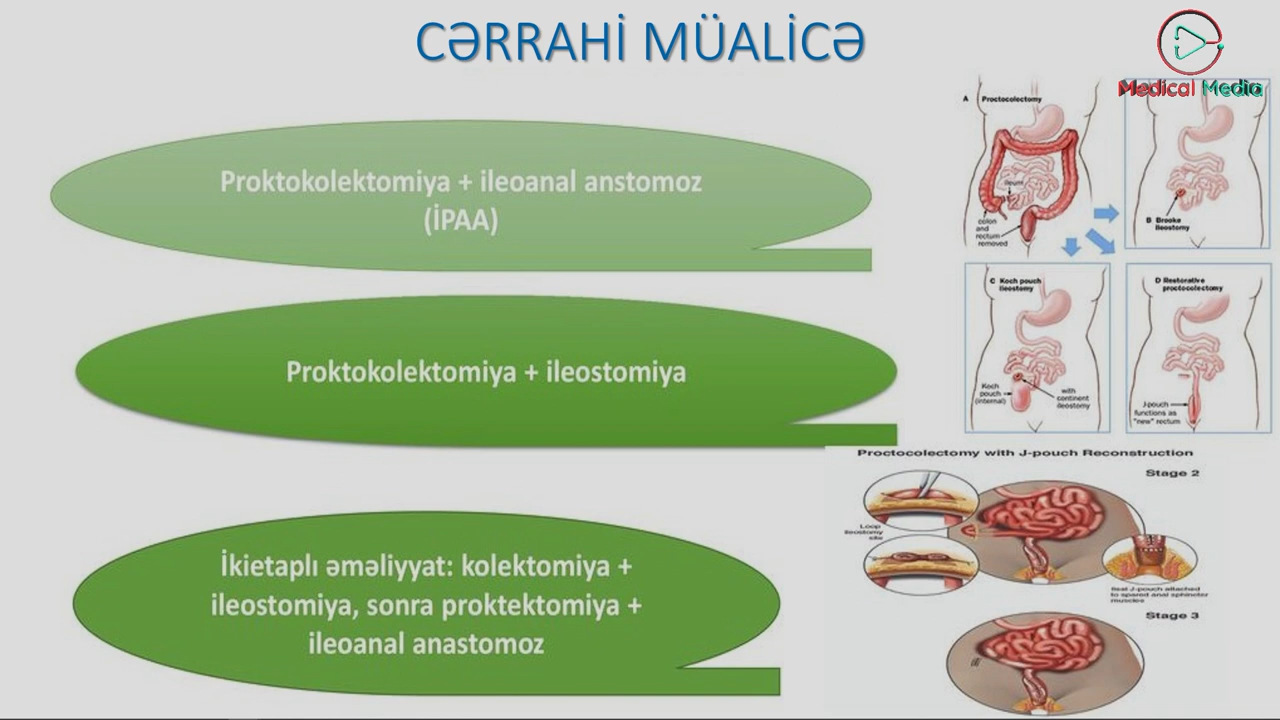 CƏRRAHİ MÜALİCƏ
Medical Media
Proktokolektomiya + ileoanal anstomoz
(İPAA)
Proktokolektomiya + ileostomiya
İkietaplı əməliyyat: kolektomiya +
ileostomiya, sonra proktektomiya +
ileoanal anastomoz
A Proctocolectomy
ileum
colon
and
rectum
removed
B Brooke
Ileostomy
C Koch pouch
ileostomy
Koch
pouch
(internal)
with
continent
ileostomy
D Restorative
proctocolectomy
J-pouch
functions as
"new" rectum
Proctocolectomy with J-pouch Reconstruction
Stage 2
Loop
ileostomy
site
Ileal J-pouch attached
to spared anal sphincter
muscles
Stage 3